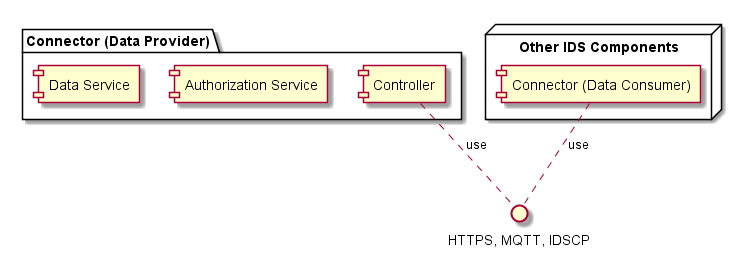 Connector (Data Provider)
Other IDS Components
Data Service
Authorization Service
Controller
Connector (Data Consumer)
use
use
HTTPS, MQTT, IDSCP